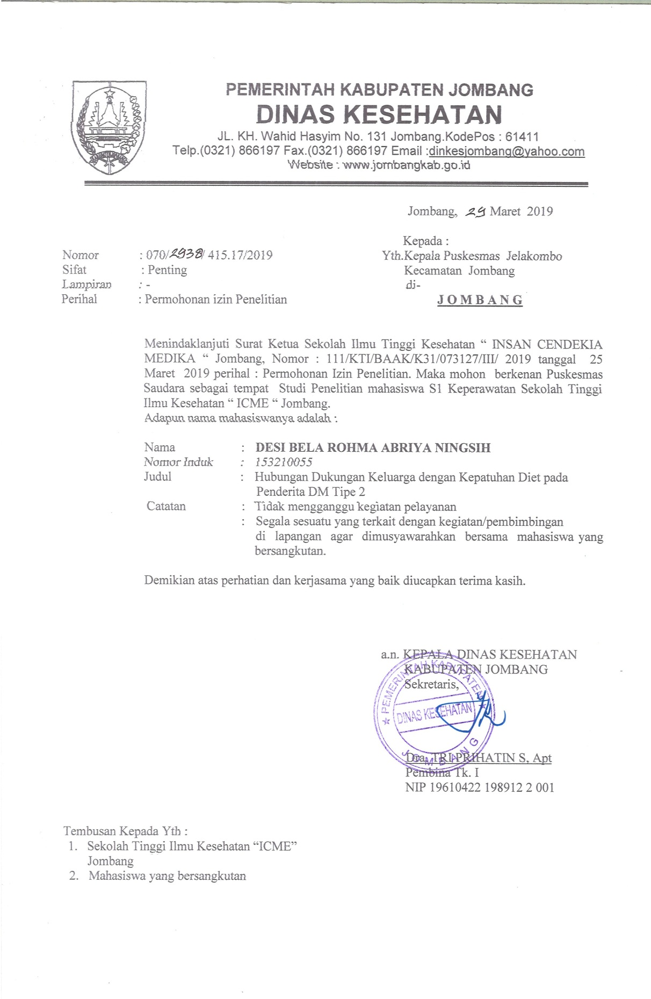 PEMERINTAH KABUPATEN JOMBANG
DINAS KESEHATAN
JL. KH. Wahid Hasyim No. 131 Jombang.KodePos : 61411
Telp.(0321) 866197 Fax.(0321) 866197 Email :dinkesjombang@yahoo.com
Website : www.jombangkab.go.id
Jombang, 29 Maret 2019
Kepada :
Nomor : 070/2938/ 415.17/2019 Yth.Kepala Puskesmas Jelakombo
Sifat : Penting Kecamatan Jombang
Lampiran : - di-
Perihal : Permohonan izin Penelitian J O M B A N G
Menindaklanjuti Surat Ketua Sekolah Ilmu Tinggi Kesehatan “ INSAN CENDEKIA
MEDIKA “ Jombang, Nomor : 111/KTI/BAAK/K31/073127/III/ 2019 tanggal 25
Maret 2019 perihal : Permohonan Izin Penelitian. Maka mohon berkenan Puskesmas
Saudara sebagai tempat Studi Penelitian mahasiswa S1 Keperawatan Sekolah Tinggi
Ilmu Kesehatan “ ICME “ Jombang.
Adapun nama mahasiswanya adalah :
Nama : DESI BELA ROHMA ABRIYA NINGSIH
Nomor Induk : 153210055
Judul : Hubungan Dukungan Keluarga dengan Kepatuhan Diet pada
Penderita DM Tipe 2
Catatan : Tidak mengganggu kegiatan pelayanan
: Segala sesuatu yang terkait dengan kegiatan/pembimbingan
di lapangan agar dimusyawarahkan bersama mahasiswa yang
bersangkutan.
Demikian atas perhatian dan kerjasama yang baik diucapkan terima kasih.
a.n. KEPALA DINAS KESEHATAN
KABUPATEN JOMBANG
Sekretaris,
PEMERINTAH KABUPATEN
DINAS KESEHATAN
JOMBANG
Dra. TRI PRIHATIN S, Apt
Pembina Tk. I
NIP 19610422 198912 2 001
Tembusan Kepada Yth :
1. Sekolah Tinggi Ilmu Kesehatan “ICME”
Jombang
2. Mahasiswa yang bersangkutan